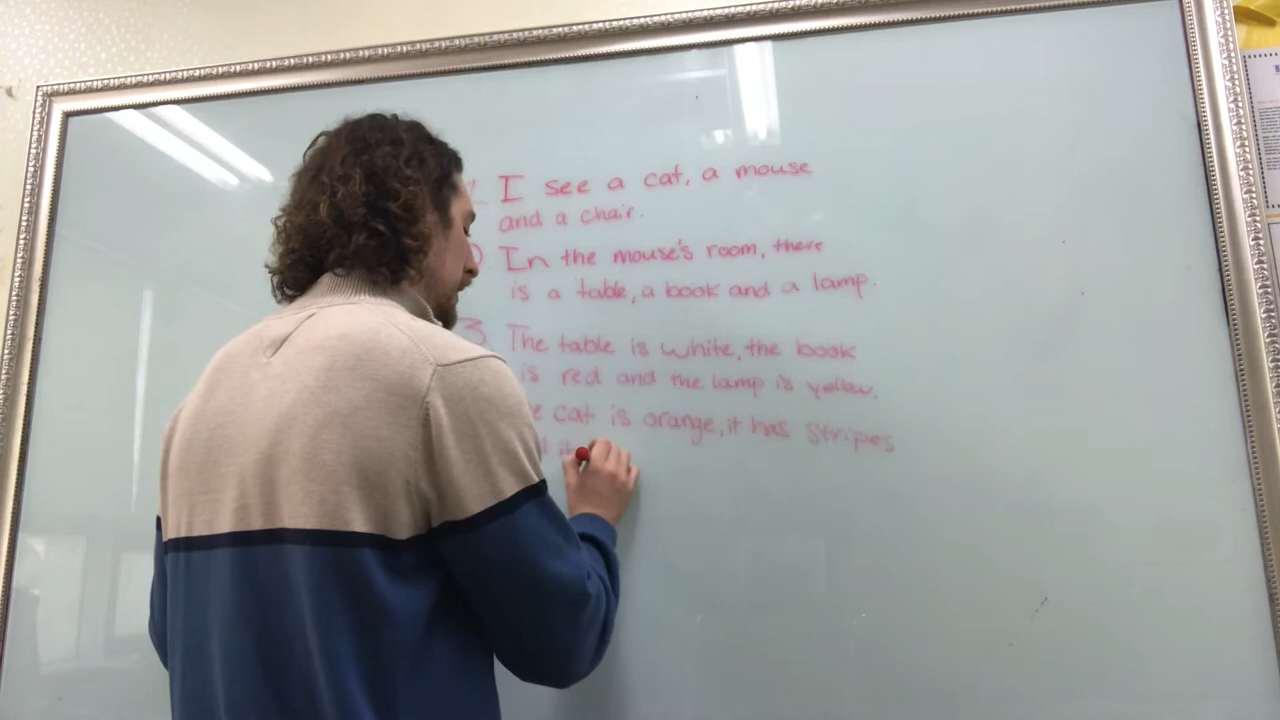 I see a cat, a mouse
and a chair.
In the mouse's room, there
is a table, a book and a lamp.
3. The table is white, the book
is red and the lamp is yellow.
cat is orange, it has stripes